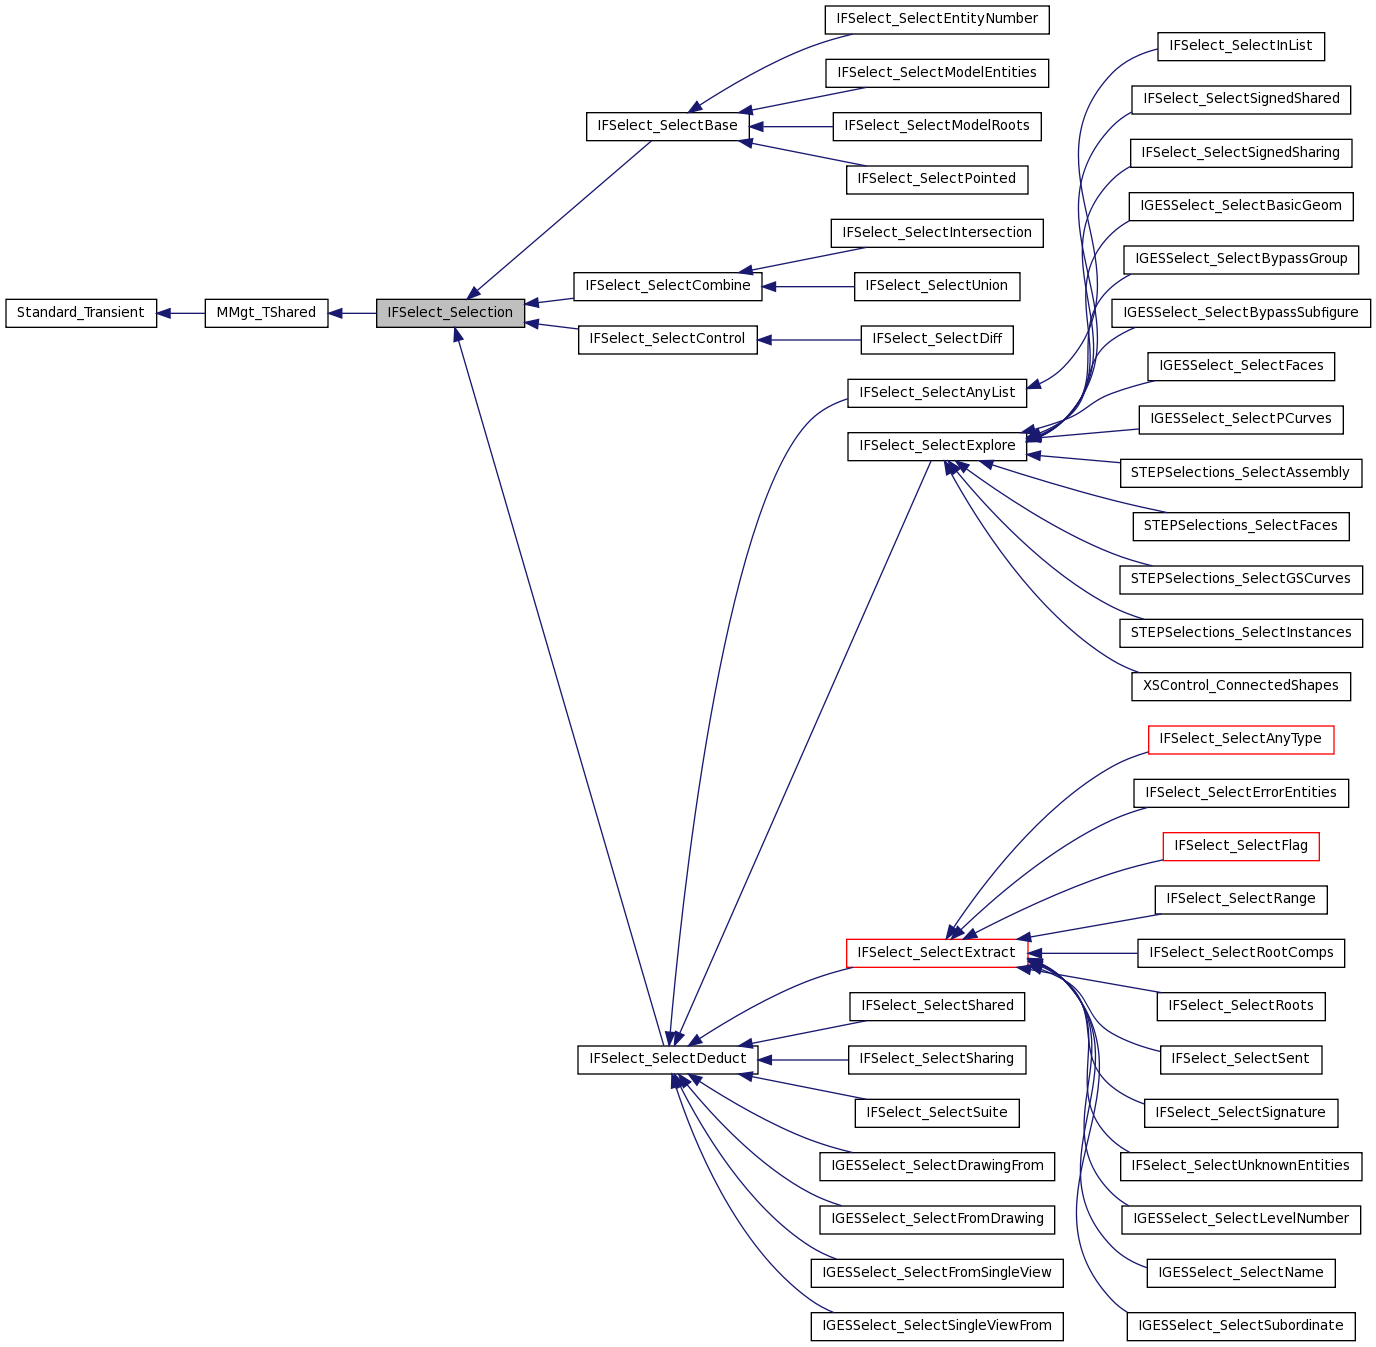 Standard_Transient
MMgt_TShared
IFSelect_Selection
IFSelect_SelectBase
IFSelect_SelectCombine
IFSelect_SelectControl
IFSelect_SelectDeduct
IFSelect_SelectEntityNumber
IFSelect_SelectModelEntities
IFSelect_SelectModelRoots
IFSelect_SelectPointed
IFSelect_SelectIntersection
IFSelect_SelectUnion
IFSelect_SelectDiff
IFSelect_SelectAnyList
IFSelect_SelectExplore
IFSelect_SelectExtract
IFSelect_SelectShared
IFSelect_SelectSharing
IFSelect_SelectSuite
IGESSelect_SelectDrawingFrom
IGESSelect_SelectFromDrawing
IGESSelect_SelectFromSingleView
IGESSelect_SelectSingleViewFrom
IFSelect_SelectInList
IFSelect_SelectSignedShared
IFSelect_SelectSignedSharing
IGESSelect_SelectBasicGeom
IGESSelect_SelectBypassGroup
IGESSelect_SelectBypassSubfigure
IGESSelect_SelectFaces
IGESSelect_SelectPCurves
STEPSelections_SelectAssembly
STEPSelections_SelectFaces
STEPSelections_SelectGSCurves
STEPSelections_SelectInstances
XSControl_ConnectedShapes
IFSelect_SelectAnyType
IFSelect_SelectErrorEntities
IFSelect_SelectFlag
IFSelect_SelectRange
IFSelect_SelectRootComps
IFSelect_SelectRoots
IFSelect_SelectSent
IFSelect_SelectSignature
IFSelect_SelectUnknownEntities
IGESSelect_SelectLevelNumber
IGESSelect_SelectName
IGESSelect_SelectSubordinate